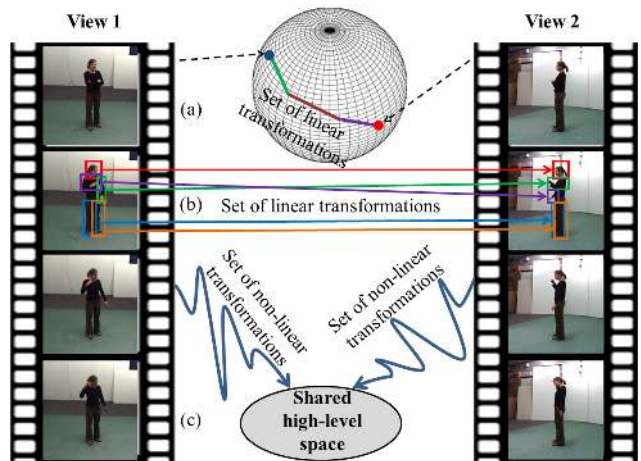 View 1
View 2
(a)
Set of linear
transformations
(b)
Set of linear transformations
Set of non-linear
transformations
Set of non-linear
transformations
(c)
Shared
high-level
space